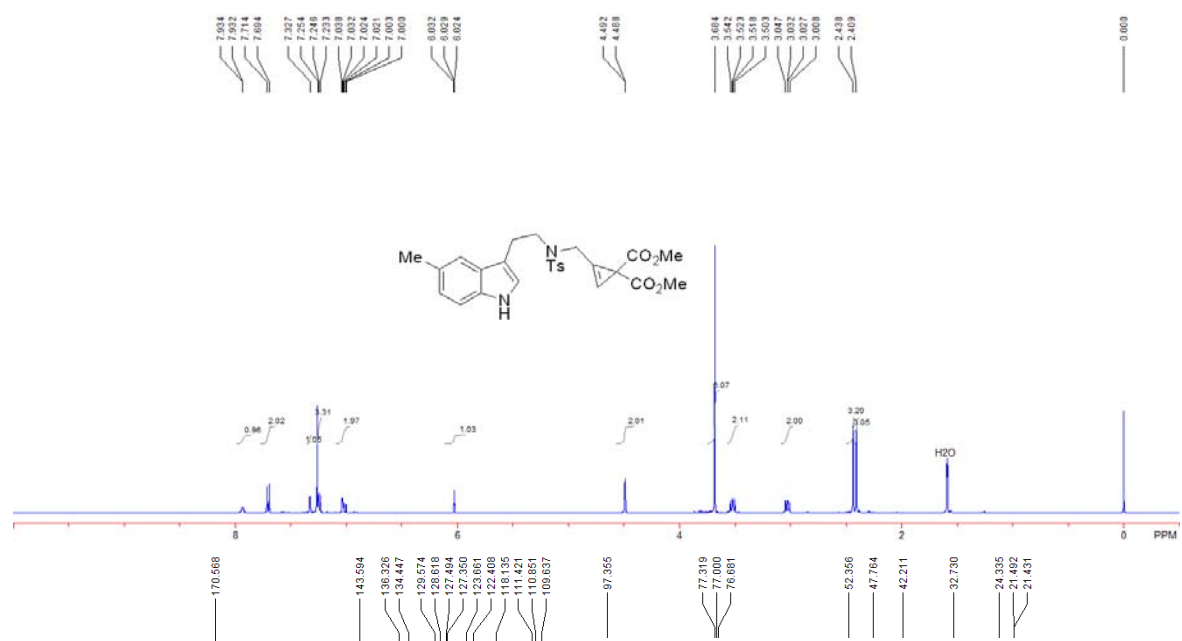 7.934 7.932 7.714 7.694 7.327 7.254 7.246 7.233 7.038 7.032 7.024 7.021 7.003 7.000 6.032 6.029 6.024 4.492 4.488 3.684 3.542 3.523 3.518 3.503 3.047 3.032 3.027 3.008 2.438 2.409 0.000
Me
N
Ts
CO2Me
CO2Me
N
H
0.96 2.02 1.05 3.31 1.97 1.03 2.01 6.07 2.11 2.00 3.20 3.05
H2O
8 6 4 2 0 PPM
170.568 143.594 136.326 134.447 129.574 128.618 127.494 127.350 123.661 122.408 118.135 111.421 110.851 109.637 97.355 77.319 77.000 76.681 52.356 47.764 42.211 32.730 24.335 21.492 21.431